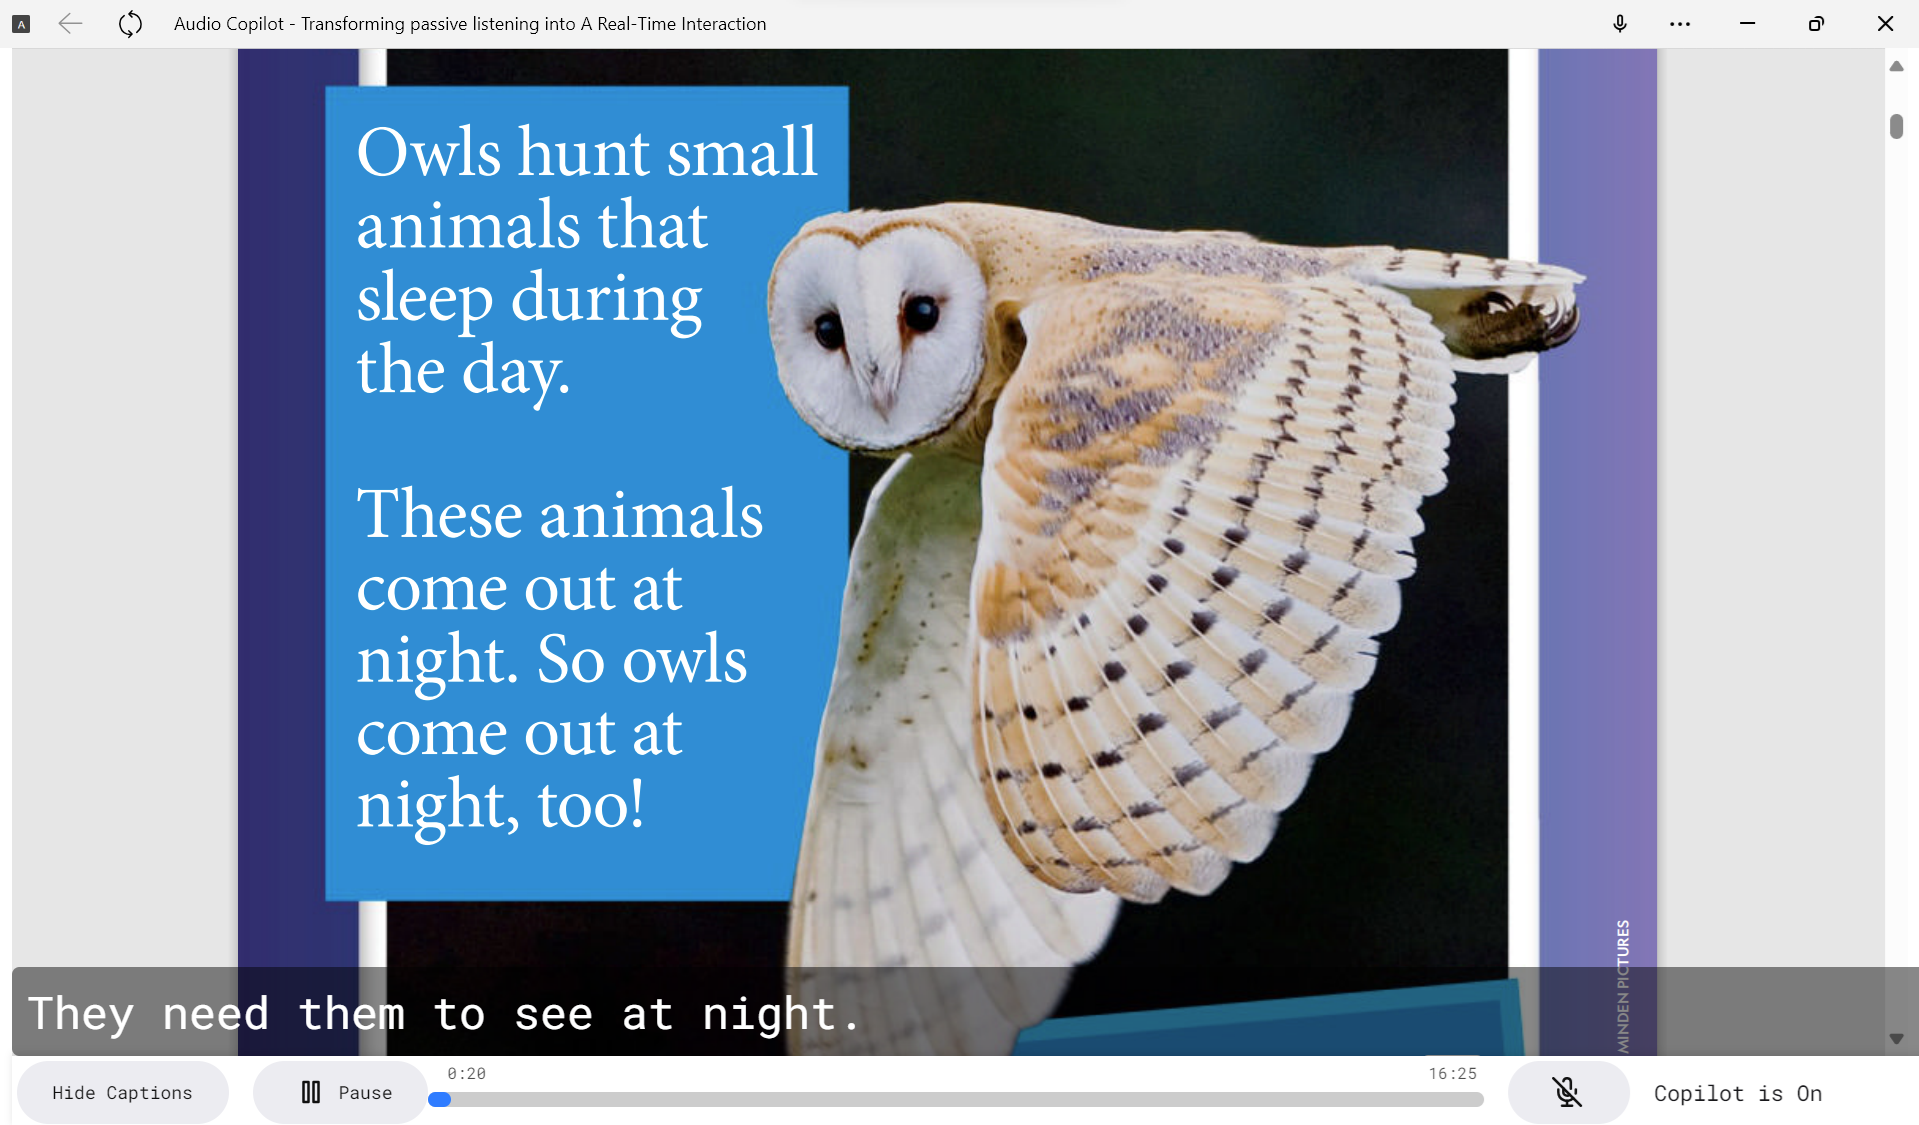 A
Audio Copilot - Transforming passive listening into A Real-Time Interaction
Owls hunt small
animals that
sleep during
the day.
These animals
come out at
night. So owls
come out at
night, too!
MINDEN PICTURES
They need them to see at night.
Hide Captions
Pause
0:20
16:25
Copilot is On